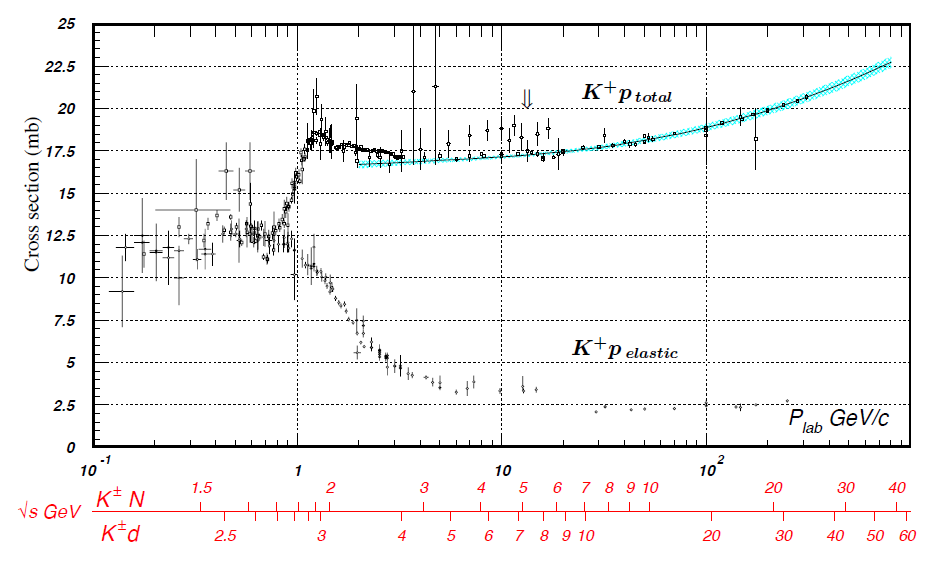 25
22.5
20
17.5
15
12.5
10
7.5
5
2.5
0
Cross section (mb)
⇓
K⁺p total
K⁺p elastic
P lab GeV/c
10⁻¹ 1 10 10²
K± N 1.5 2 3 4 5 6 7 8 9 10 20 30 40
√s GeV
K±d 2.5 3 4 5 6 7 8 9 10 20 30 40 50 60